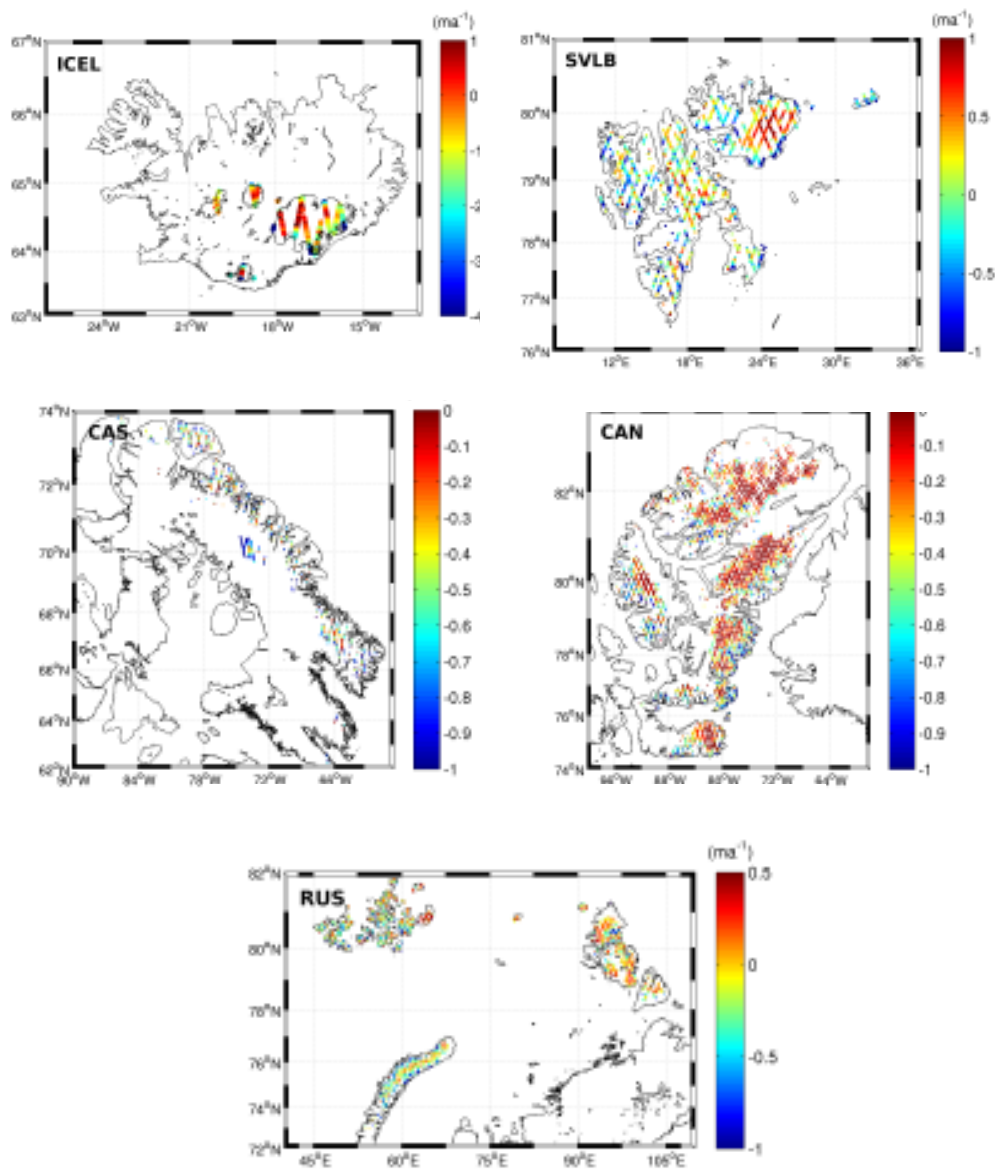 (ma⁻¹)
67°N
ICEL
66°N
65°N
64°N
63°N
62°N
24°W 21°W 18°W 15°W
1
0
-1
-2
-3
-4
(ma⁻¹)
81°N
SVLB
80°N
79°N
78°N
77°N
76°N
12°E 18°E 24°E 30°E 36°E
1
0.5
0
-0.5
-1
74°N
CAS
72°N
70°N
68°N
66°N
64°N
62°N
90°W 84°W 78°W 72°W
0
-0.1
-0.2
-0.3
-0.4
-0.5
-0.6
-0.7
-0.8
-0.9
-1
CAN
82°N
80°N
78°N
76°N
74°N
96°W 88°W 80°W 72°W 64°W
0
-0.1
-0.2
-0.3
-0.4
-0.5
-0.6
-0.7
-0.8
-0.9
-1
(ma⁻¹)
82°N
RUS
80°N
78°N
76°N
74°N
72°N
45°E 60°E 75°E 90°E 105°E
0.5
0
-0.5
-1